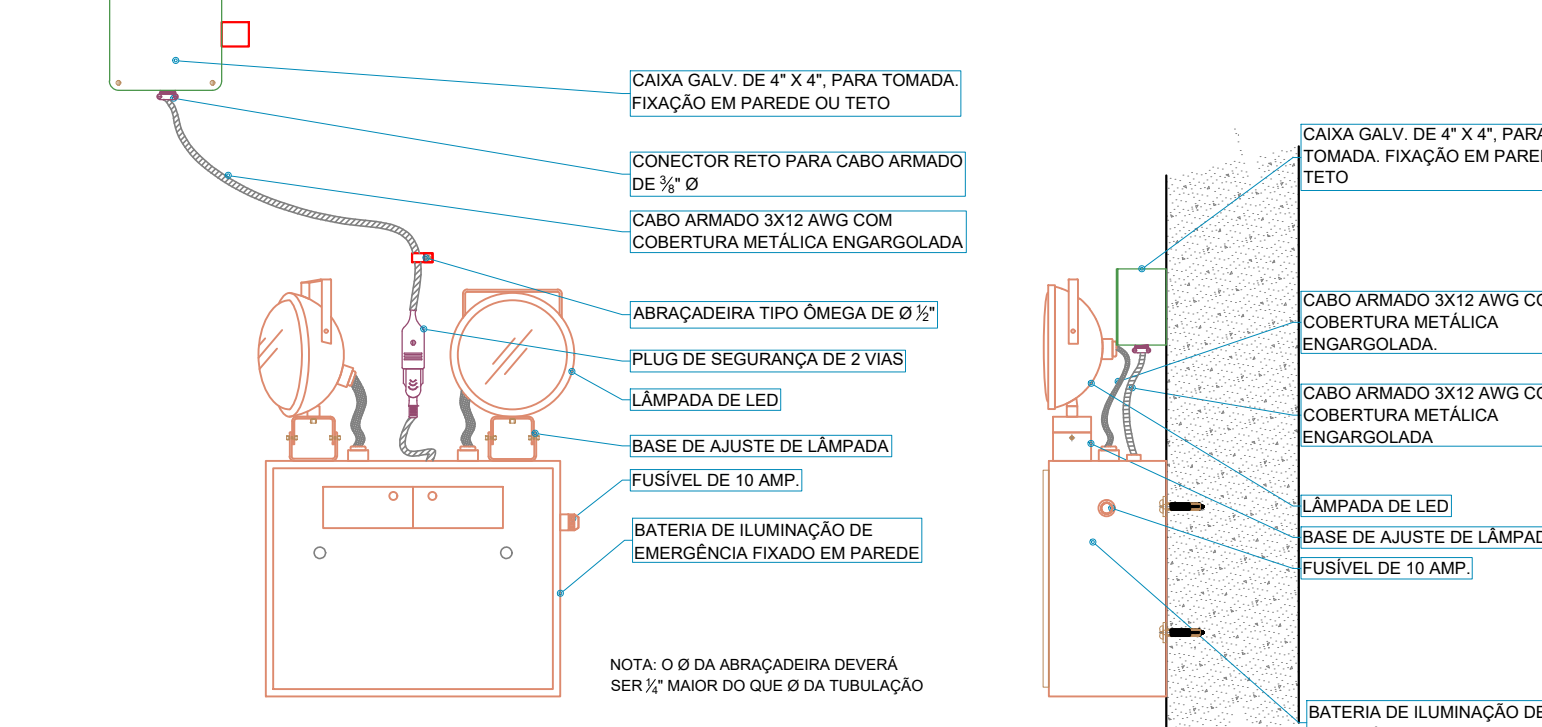 CAIXA GALV. DE 4" X 4", PARA TOMADA.
FIXAÇÃO EM PAREDE OU TETO
CONECTOR RETO PARA CABO ARMADO
DE ⅜" Ø
CABO ARMADO 3X12 AWG COM
COBERTURA METÁLICA ENGARGOLADA
ABRAÇADEIRA TIPO ÔMEGA DE Ø ½"
PLUG DE SEGURANÇA DE 2 VIAS
LÂMPADA DE LED
BASE DE AJUSTE DE LÂMPADA
FUSÍVEL DE 10 AMP.
BATERIA DE ILUMINAÇÃO DE
EMERGÊNCIA FIXADO EM PAREDE
NOTA: O Ø DA ABRAÇADEIRA DEVERÁ
SER ¼" MAIOR DO QUE Ø DA TUBULAÇÃO
CAIXA GALV. DE 4" X 4", PARA
TOMADA. FIXAÇÃO EM
TETO
CABO ARMADO 3X12 AWG
COBERTURA METÁLICA
ENGARGOLADA.
CABO ARMADO 3X12 AWG
COBERTURA METÁLICA
ENGARGOLADA
LÂMPADA DE LED
BASE DE AJUSTE DE
FUSÍVEL DE 10 AMP.
BATERIA DE ILUMINAÇÃO DE